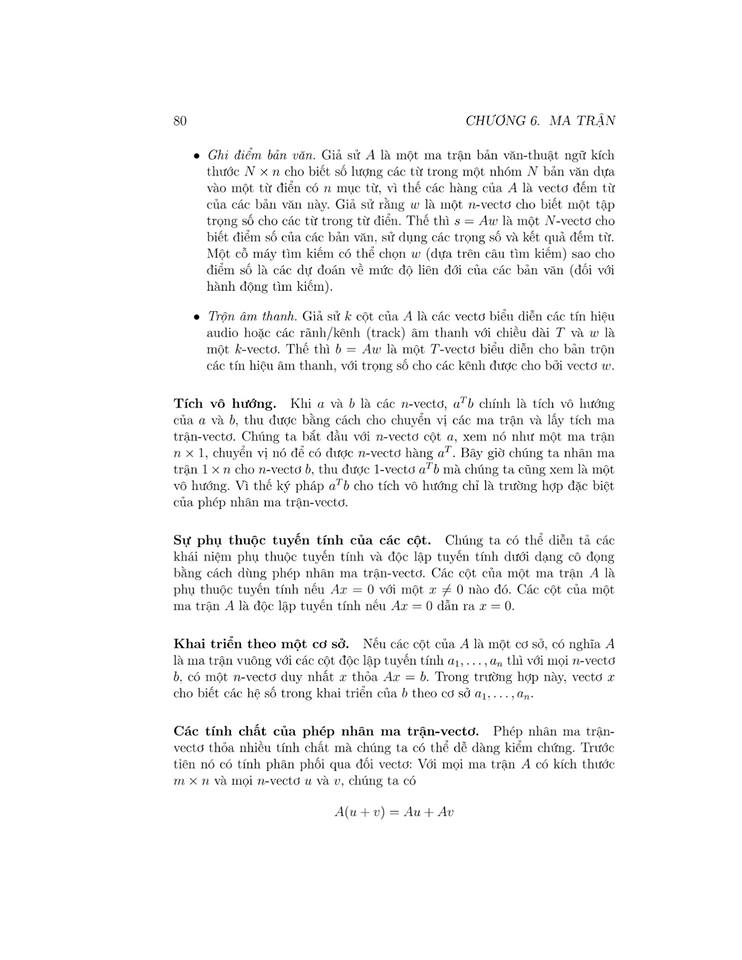 80 CHƯƠNG 6. MA TRẬN
• Ghi điểm bản văn. Giả sử A là một ma trận bản văn-thuật ngữ kích
thước N × n cho biết số lượng các từ trong một nhóm N bản văn dựa
vào một từ điển có n mục từ, vì thế các hàng của A là vectơ đếm từ
của các bản văn này. Giả sử rằng w là một n-vectơ cho biết một tập
trọng số cho các từ trong từ điển. Thế thì s = Aw là một N-vectơ cho
biết điểm số của các bản văn, sử dụng các trọng số và kết quả đếm từ.
Một cỗ máy tìm kiếm có thể chọn w (dựa trên câu tìm kiếm) sao cho
điểm số là các dự đoán về mức độ liên đới của các bản văn (đối với
hành động tìm kiếm).
• Trộn âm thanh. Giả sử k cột của A là các vectơ biểu diễn các tín hiệu
audio hoặc các rãnh/kênh (track) âm thanh với chiều dài T và w là
một k-vectơ. Thế thì b = Aw là một T-vectơ biểu diễn cho bản trộn
các tín hiệu âm thanh, với trọng số cho các kênh được cho bởi vectơ w.
Tích vô hướng. Khi a và b là các n-vectơ, aᵀb chính là tích vô hướng
của a và b, thu được bằng cách cho chuyển vị các ma trận và lấy tích ma
trận-vectơ. Chúng ta bắt đầu với n-vectơ cột a, xem nó như một ma trận
n × 1, chuyển vị nó để có được n-vectơ hàng aᵀ. Bây giờ chúng ta nhân ma
trận 1 × n cho n-vectơ b, thu được 1-vectơ aᵀb mà chúng ta cũng xem là một
vô hướng. Vì thế ký pháp aᵀb cho tích vô hướng chỉ là trường hợp đặc biệt
của phép nhân ma trận-vectơ.
Sự phụ thuộc tuyến tính của các cột. Chúng ta có thể diễn tả các
khái niệm phụ thuộc tuyến tính và độc lập tuyến tính dưới dạng cô đọng
bằng cách dùng phép nhân ma trận-vectơ. Các cột của một ma trận A là
phụ thuộc tuyến tính nếu Ax = 0 với một x ≠ 0 nào đó. Các cột của một
ma trận A là độc lập tuyến tính nếu Ax = 0 dẫn ra x = 0.
Khai triển theo một cơ sở. Nếu các cột của A là một cơ sở, có nghĩa A
là ma trận vuông với các cột độc lập tuyến tính a₁, . . . , aₙ thì với mọi n-vectơ
b, có một n-vectơ duy nhất x thỏa Ax = b. Trong trường hợp này, vectơ x
cho biết các hệ số trong khai triển của b theo cơ sở a₁, . . . , aₙ.
Các tính chất của phép nhân ma trận-vectơ. Phép nhân ma trận-
vectơ thỏa nhiều tính chất mà chúng ta có thể dễ dàng kiểm chứng. Trước
tiên nó có tính phân phối qua đối vectơ: Với mọi ma trận A có kích thước
m × n và mọi n-vectơ u và v, chúng ta có
A(u + v) = Au + Av